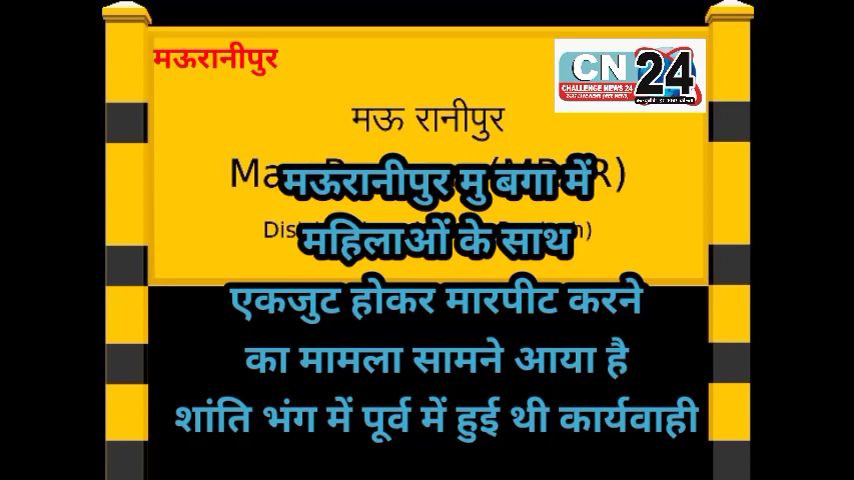 मऊरानीपुर
CN 24
CHALLENGE NEWS 24
मऊ रानीपुर
मऊरानीपुर मु बगा में
महिलाओं के साथ
एकजुट होकर मारपीट करने
का मामला सामने आया है
शांति भंग में पूर्व में हुई थी कार्यवाही